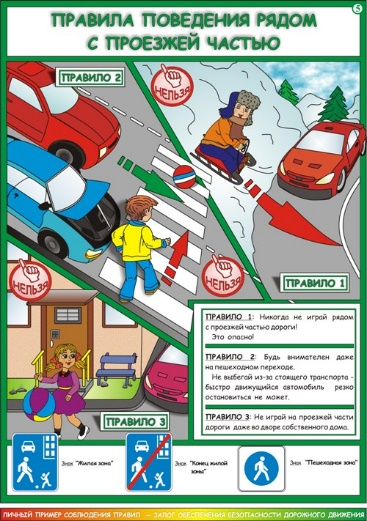 5
ПРАВИЛА ПОВЕДЕНИЯ РЯДОМ
С ПРОЕЗЖЕЙ ЧАСТЬЮ
ПРАВИЛО 2
НЕЛЬЗЯ
НЕЛЬЗЯ
ПРАВИЛО 1
НЕЛЬЗЯ
ПРАВИЛО 3
ПРАВИЛО 1: Никогда не играй рядом
с проезжей частью дороги!
Это опасно!
ПРАВИЛО 2: Будь внимателен даже
на пешеходном переходе.
Не выбегай из-за стоящего транспорта -
быстро движущийся автомобиль резко
остановиться не может.
ПРАВИЛО 3: Не играй на проезжей части
дороги даже во дворе собственного дома.
Знак "Жилая зона"
Знак "Конец жилой
зоны"
Знак "Пешеходная зона"
ЛИЧНЫЙ ПРИМЕР СОБЛЮДЕНИЯ ПРАВИЛ — ЗАЛОГ ОБЕСПЕЧЕНИЯ БЕЗОПАСНОСТИ ДОРОЖНОГО ДВИЖЕНИЯ